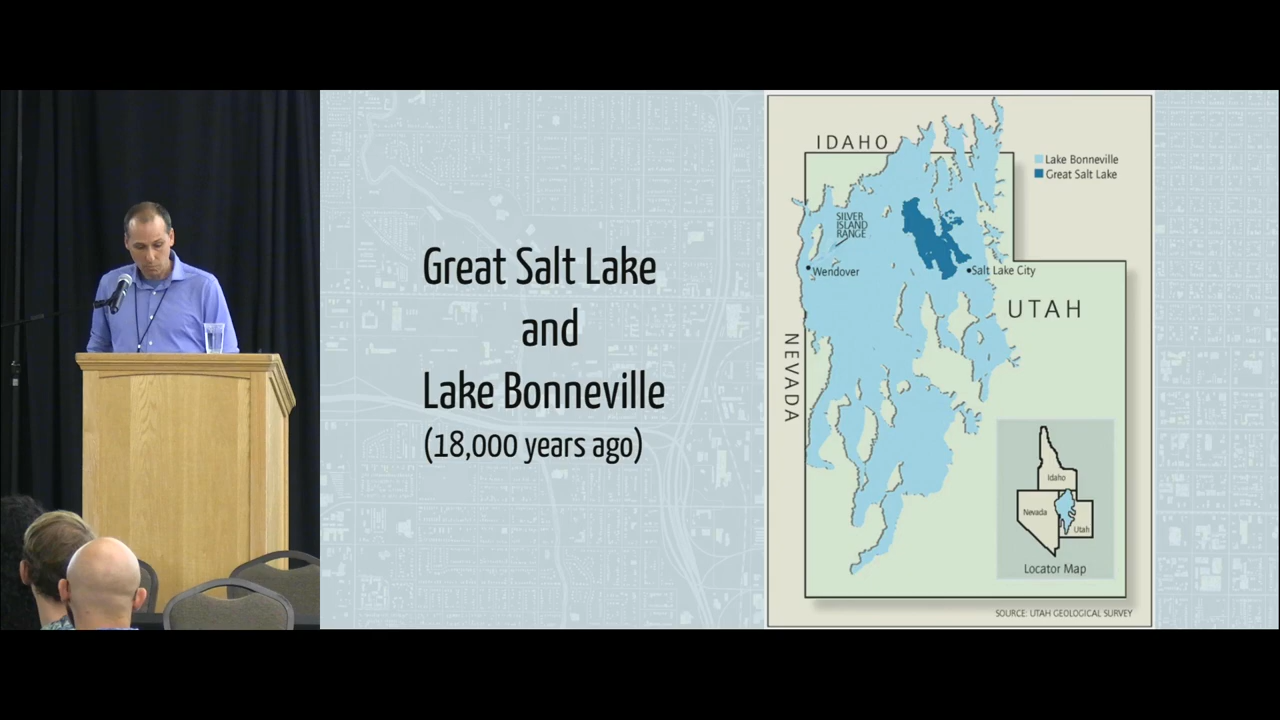 Great Salt Lake
and
Lake Bonneville
(18,000 years ago)
IDAHO
Lake Bonneville
Great Salt Lake
SILVER
ISLAND
RANGE
Wendover
Salt Lake City
UTAH
NEVADA
Idaho
Nevada
Utah
Locator Map
SOURCE: UTAH GEOLOGICAL SURVEY